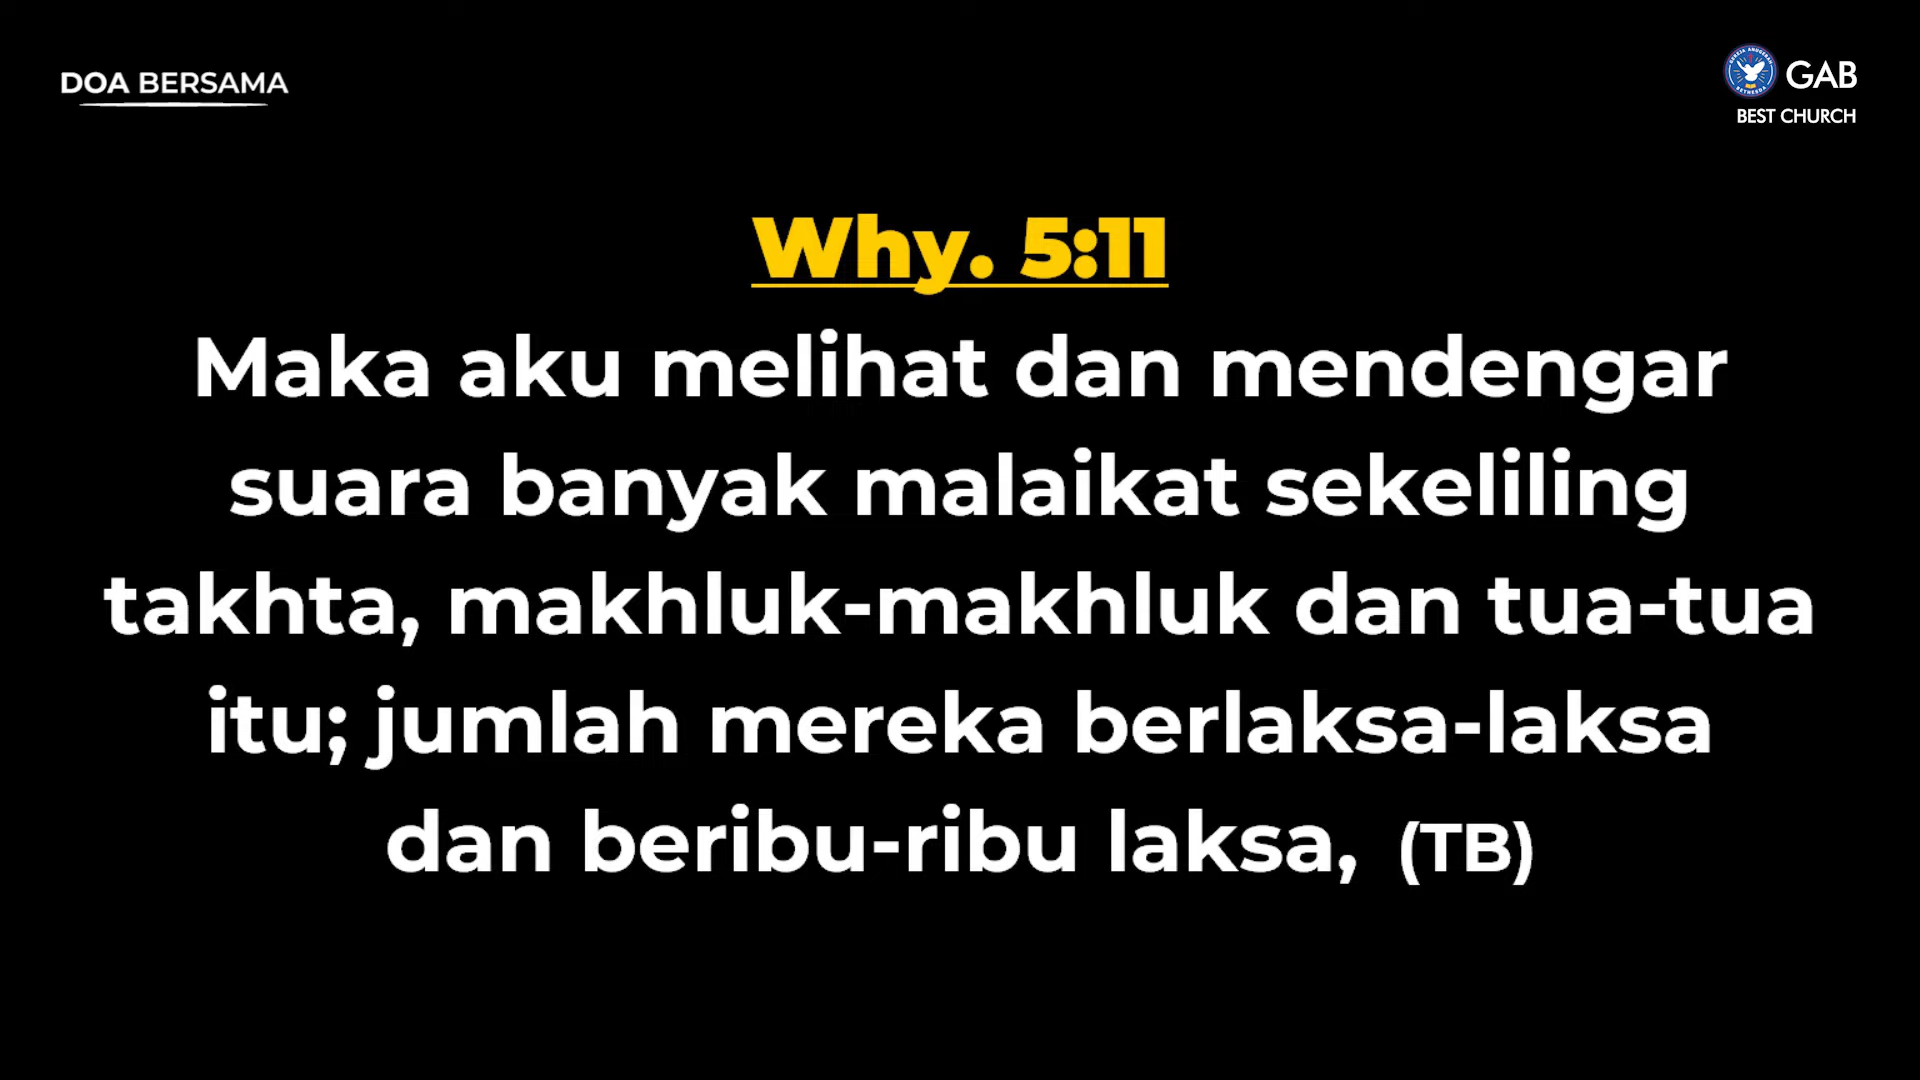 DOA BERSAMA
GAB
BEST CHURCH
Why. 5:11
Maka aku melihat dan mendengar
suara banyak malaikat sekeliling
takhta, makhluk-makhluk dan tua-tua
itu; jumlah mereka berlaksa-laksa
dan beribu-ribu laksa, (TB)